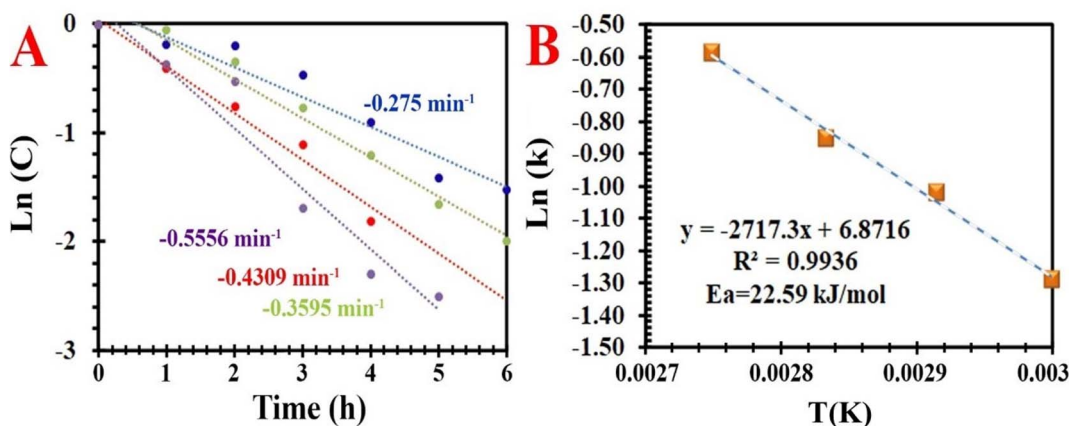 A
Ln (C)
0
-1
-2
-3
-0.275 min⁻¹
-0.5556 min⁻¹
-0.4309 min⁻¹
-0.3595 min⁻¹
0 1 2 3 4 5 6
Time (h)
B
Ln (k)
-0.50
-0.60
-0.70
-0.80
-0.90
-1.00
-1.10
-1.20
-1.30
-1.40
-1.50
y = -2717.3x + 6.8716
R² = 0.9936
Ea=22.59 kJ/mol
0.0027 0.0028 0.0029 0.003
T(K)